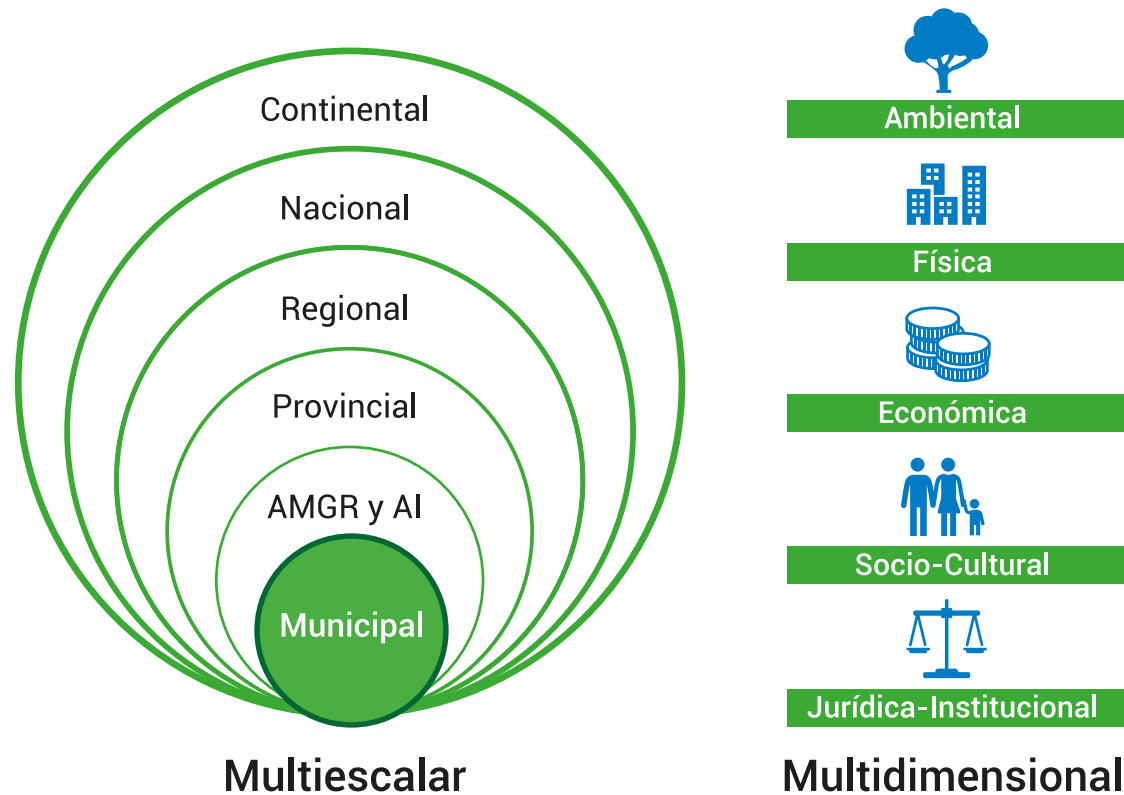 Continental
Nacional
Regional
Provincial
AMGR y AI
Municipal
Multiescalar
Ambiental
Física
Económica
Socio-Cultural
Jurídica-Institucional
Multidimensional